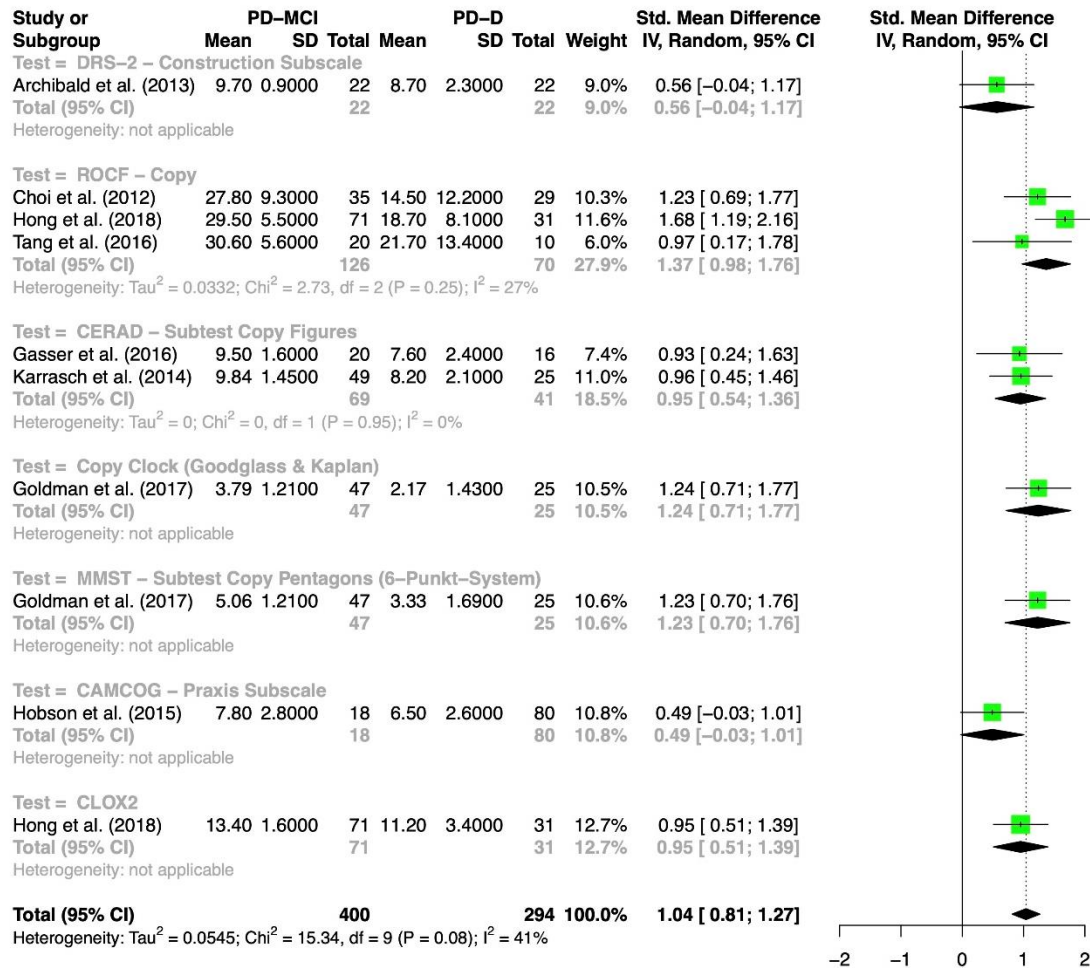 Study or PD−MCI PD−D Std. Mean Difference Std. Mean Difference
Subgroup Mean SD Total Mean SD Total Weight IV, Random, 95% CI IV, Random, 95% CI
Test = DRS−2 − Construction Subscale
Archibald et al. (2013) 9.70 0.9000 22 8.70 2.3000 22 9.0% 0.56 [−0.04; 1.17]
Total (95% CI) 22 22 9.0% 0.56 [−0.04; 1.17]
Heterogeneity: not applicable
Test = ROCF − Copy
Choi et al. (2012) 27.80 9.3000 35 14.50 12.2000 29 10.3% 1.23 [ 0.69; 1.77]
Hong et al. (2018) 29.50 5.5000 71 18.70 8.1000 31 11.6% 1.68 [ 1.19; 2.16]
Tang et al. (2016) 30.60 5.6000 20 21.70 13.4000 10 6.0% 0.97 [ 0.17; 1.78]
Total (95% CI) 126 70 27.9% 1.37 [ 0.98; 1.76]
Heterogeneity: Tau² = 0.0332; Chi² = 2.73, df = 2 (P = 0.25); I² = 27%
Test = CERAD − Subtest Copy Figures
Gasser et al. (2016) 9.50 1.6000 20 7.60 2.4000 16 7.4% 0.93 [ 0.24; 1.63]
Karrasch et al. (2014) 9.84 1.4500 49 8.20 2.1000 25 11.0% 0.96 [ 0.45; 1.46]
Total (95% CI) 69 41 18.5% 0.95 [ 0.54; 1.36]
Heterogeneity: Tau² = 0; Chi² = 0, df = 1 (P = 0.95); I² = 0%
Test = Copy Clock (Goodglass & Kaplan)
Goldman et al. (2017) 3.79 1.2100 47 2.17 1.4300 25 10.5% 1.24 [ 0.71; 1.77]
Total (95% CI) 47 25 10.5% 1.24 [ 0.71; 1.77]
Heterogeneity: not applicable
Test = MMST − Subtest Copy Pentagons (6−Punkt−System)
Goldman et al. (2017) 5.06 1.2100 47 3.33 1.6900 25 10.6% 1.23 [ 0.70; 1.76]
Total (95% CI) 47 25 10.6% 1.23 [ 0.70; 1.76]
Heterogeneity: not applicable
Test = CAMCOG − Praxis Subscale
Hobson et al. (2015) 7.80 2.8000 18 6.50 2.6000 80 10.8% 0.49 [−0.03; 1.01]
Total (95% CI) 18 80 10.8% 0.49 [−0.03; 1.01]
Heterogeneity: not applicable
Test = CLOX2
Hong et al. (2018) 13.40 1.6000 71 11.20 3.4000 31 12.7% 0.95 [ 0.51; 1.39]
Total (95% CI) 71 31 12.7% 0.95 [ 0.51; 1.39]
Heterogeneity: not applicable
Total (95% CI) 400 294 100.0% 1.04 [ 0.81; 1.27]
Heterogeneity: Tau² = 0.0545; Chi² = 15.34, df = 9 (P = 0.08); I² = 41%
−2 −1 0 1 2